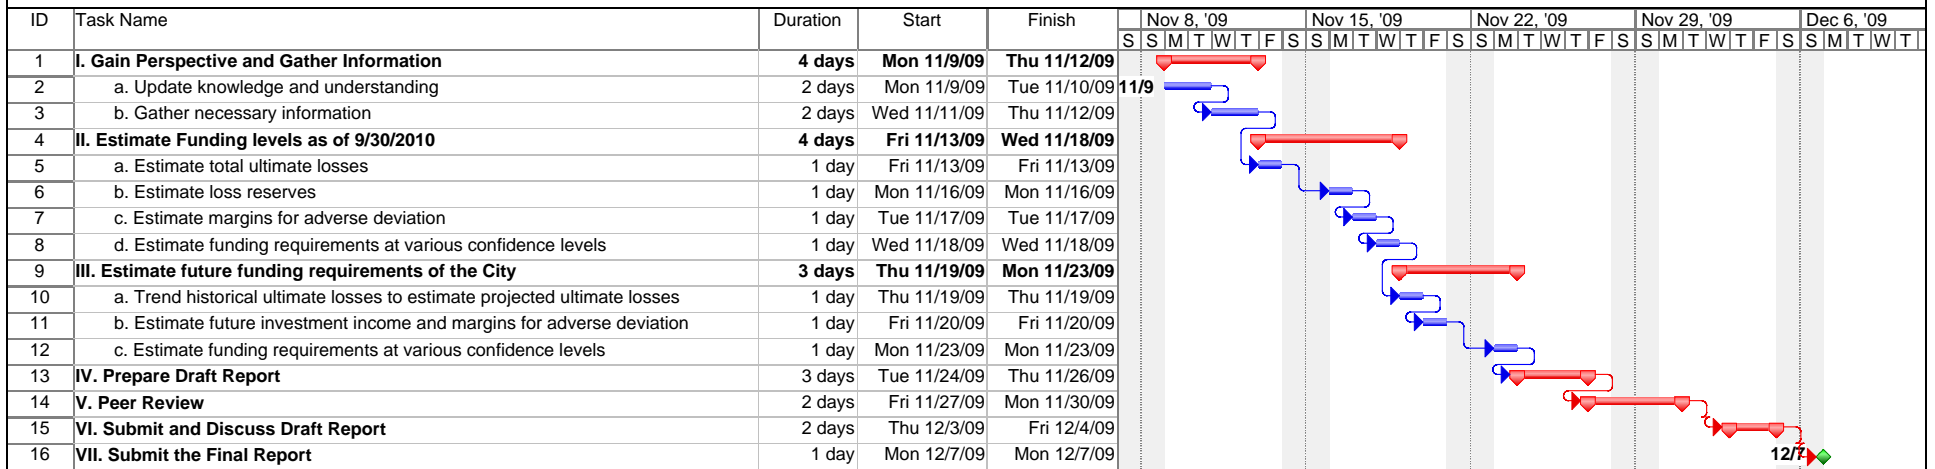 ID Task Name Duration Start Finish Nov 8, '09 Nov 15, '09 Nov 22, '09 Nov 29, '09 Dec 6, '09
S S M T W T F S S M T W T F S S M T W T F S S M T W T F S S M T W T
1 I. Gain Perspective and Gather Information 4 days Mon 11/9/09 Thu 11/12/09
2 a. Update knowledge and understanding 2 days Mon 11/9/09 Tue 11/10/09 11/9
3 b. Gather necessary information 2 days Wed 11/11/09 Thu 11/12/09
4 II. Estimate Funding levels as of 9/30/2010 4 days Fri 11/13/09 Wed 11/18/09
5 a. Estimate total ultimate losses 1 day Fri 11/13/09 Fri 11/13/09
6 b. Estimate loss reserves 1 day Mon 11/16/09 Mon 11/16/09
7 c. Estimate margins for adverse deviation 1 day Tue 11/17/09 Tue 11/17/09
8 d. Estimate funding requirements at various confidence levels 1 day Wed 11/18/09 Wed 11/18/09
9 III. Estimate future funding requirements of the City 3 days Thu 11/19/09 Mon 11/23/09
10 a. Trend historical ultimate losses to estimate projected ultimate losses 1 day Thu 11/19/09 Thu 11/19/09
11 b. Estimate future investment income and margins for adverse deviation 1 day Fri 11/20/09 Fri 11/20/09
12 c. Estimate funding requirements at various confidence levels 1 day Mon 11/23/09 Mon 11/23/09
13 IV. Prepare Draft Report 3 days Tue 11/24/09 Thu 11/26/09
14 V. Peer Review 2 days Fri 11/27/09 Mon 11/30/09
15 VI. Submit and Discuss Draft Report 2 days Thu 12/3/09 Fri 12/4/09
16 VII. Submit the Final Report 1 day Mon 12/7/09 Mon 12/7/09 12/7